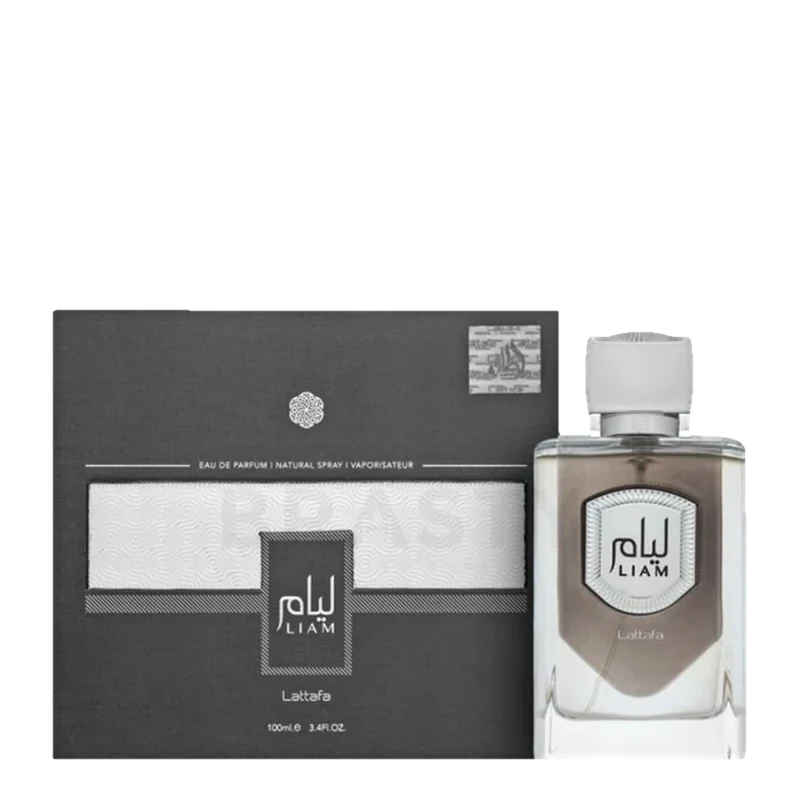 EAU DE PARFUM I NATURAL SPRAY I VAPORISATEUR
ليام
LIAM
Lattafa
100ml.e 3.4Fl.OZ.
ليام
LIAM
Lattafa